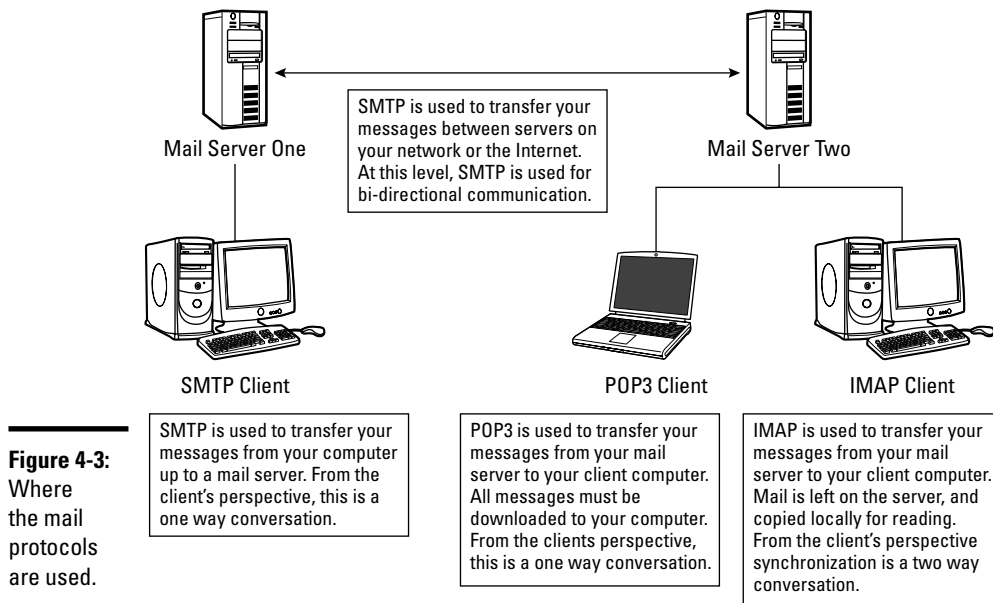 Mail Server One
SMTP is used to transfer your
messages between servers on
your network or the Internet.
At this level, SMTP is used for
bi-directional communication.
Mail Server Two
SMTP Client
POP3 Client
IMAP Client
SMTP is used to transfer your
messages from your computer
up to a mail server. From the
client's perspective, this is a
one way conversation.
POP3 is used to transfer your
messages from your mail
server to your client computer.
All messages must be
downloaded to your computer.
From the clients perspective,
this is a one way conversation.
IMAP is used to transfer your
messages from your mail
server to your client computer.
Mail is left on the server, and
copied locally for reading.
From the client's perspective
synchronization is a two way
conversation.
Figure 4-3:
Where
the mail
protocols
are used.